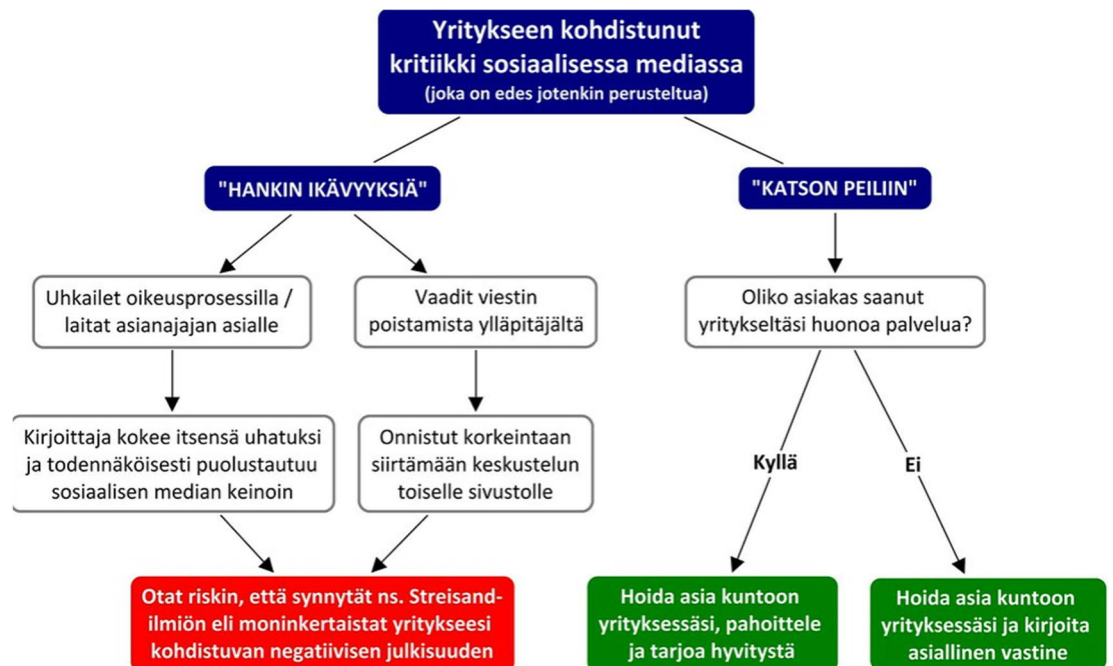 Yritykseen kohdistunut
kritiikki sosiaalisessa mediassa
(joka on edes jotenkin perusteltua)
"HANKIN IKÄVYYKSIÄ"
"KATSON PEILIIN"
Uhkailet oikeusprosessilla /
laitat asianajajan asialle
Vaadit viestin
poistamista ylläpitäjältä
Oliko asiakas saanut
yritykseltäsi huonoa palvelua?
Kirjoittaja kokee itsensä uhatuksi
ja todennäköisesti puolustautuu
sosiaalisen median keinoin
Onnistut korkeintaan
siirtämään keskustelun
toiselle sivustolle
Kyllä
Ei
Otat riskin, että synnytät ns. Streisand-
ilmiön eli moninkertaistat yritykseesi
kohdistuvan negatiivisen julkisuuden
Hoida asia kuntoon
yrityksessäsi, pahoittele
ja tarjoa hyvitystä
Hoida asia kuntoon
yrityksessäsi ja kirjoita
asiallinen vastine